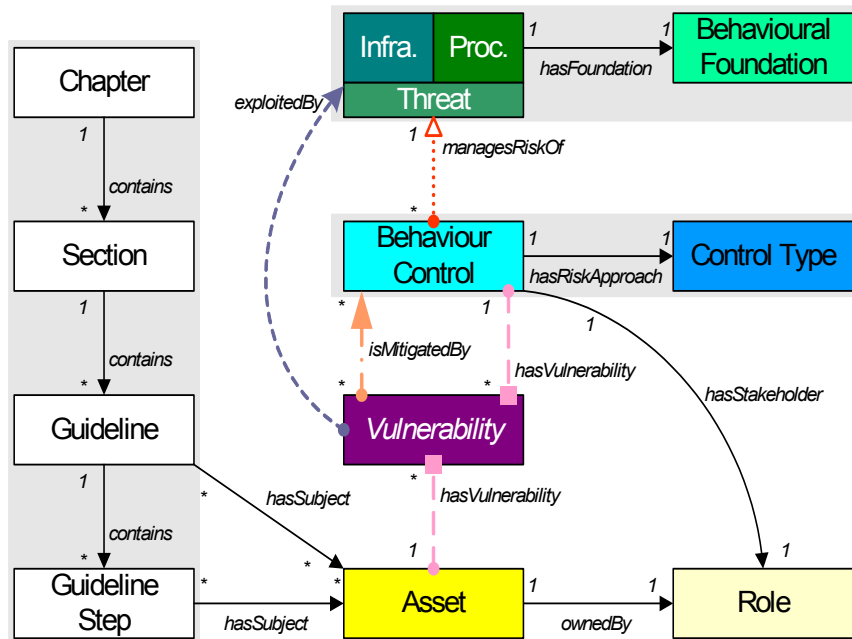 Infra.
Proc.
1
1
Behavioural
Foundation
hasFoundation
Threat
Chapter
exploitedBy
1
1
managesRiskOf
contains
*
*
Section
Behaviour
Control
1
1
Control Type
hasRiskApproach
1
*
1
1
isMitigatedBy
contains
hasVulnerability
*
*
*
hasStakeholder
Guideline
Vulnerability
1
*
*
hasSubject
hasVulnerability
contains
1
1
*
*
*
*
Guideline
Step
*
hasSubject
Asset
1
1
ownedBy
Role